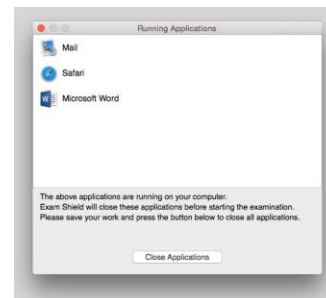 Running Applications
Mail
Safari
Microsoft Word
The above applications are running on your computer.
Exam Shield will close these applications before starting the examination.
Please save your work and press the button below to close all applications.
Close Applications